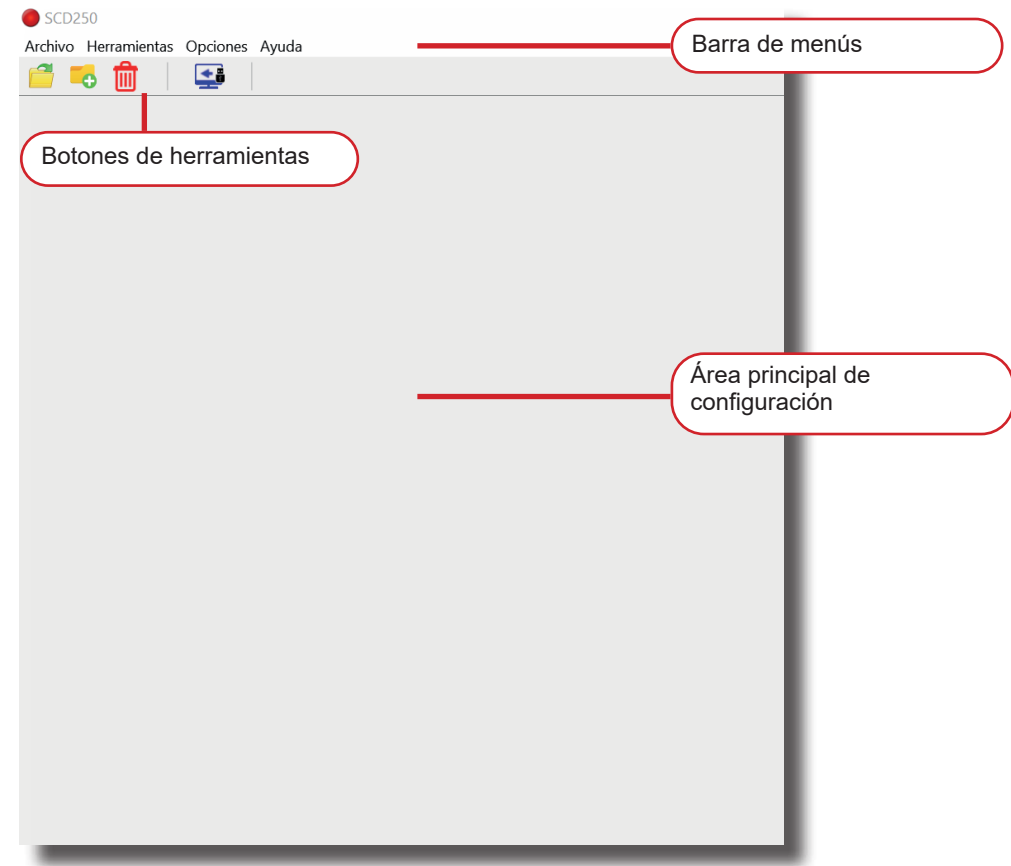 SCD250
Archivo Herramientas Opciones Ayuda
Barra de menús
Botones de herramientas
Área principal de
configuración